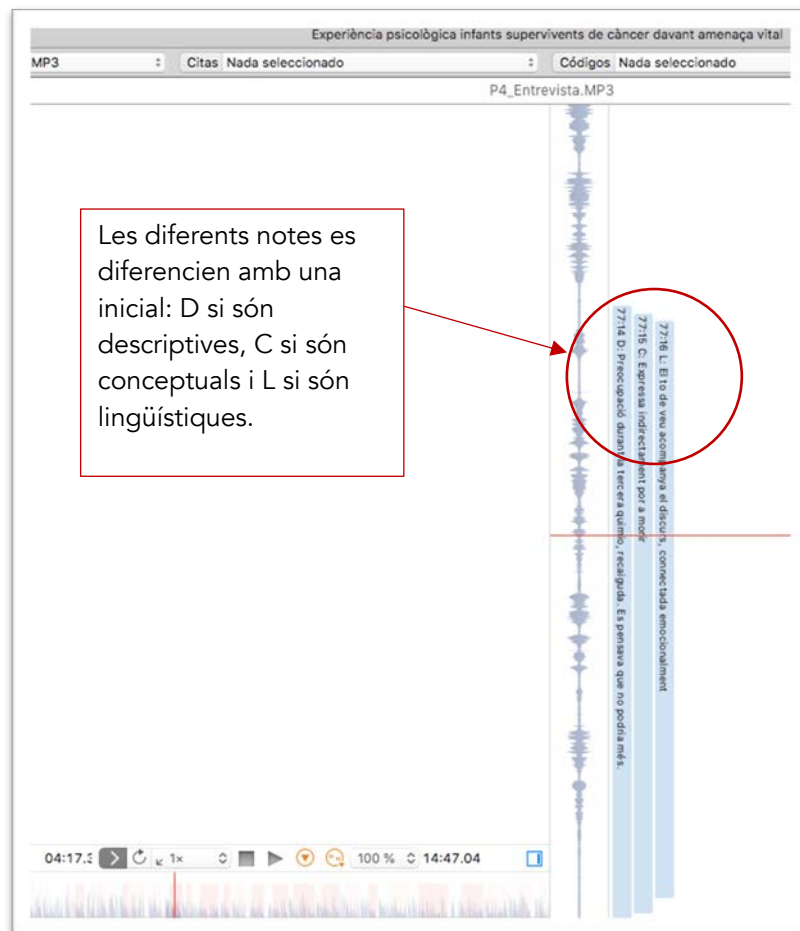 Experiència psicològica infants supervivents de càncer davant amenaça vital
MP3 Citas Nada seleccionado Códigos Nada seleccionado
P4_Entrevista.MP3
Les diferents notes es
diferencien amb una
inicial: D si són
descriptives, C si són
conceptuals i L si són
lingüístiques.
77:16 L: El to de veu acompanya el discurs, connectada emocionalment
77:15 C: Expressa indirectament por a morir
77:14 D: Preocupació durant la tercera quimio, recaiguda. Es pensava que no podria més.
04:17.3 1× 100 % 14:47.04